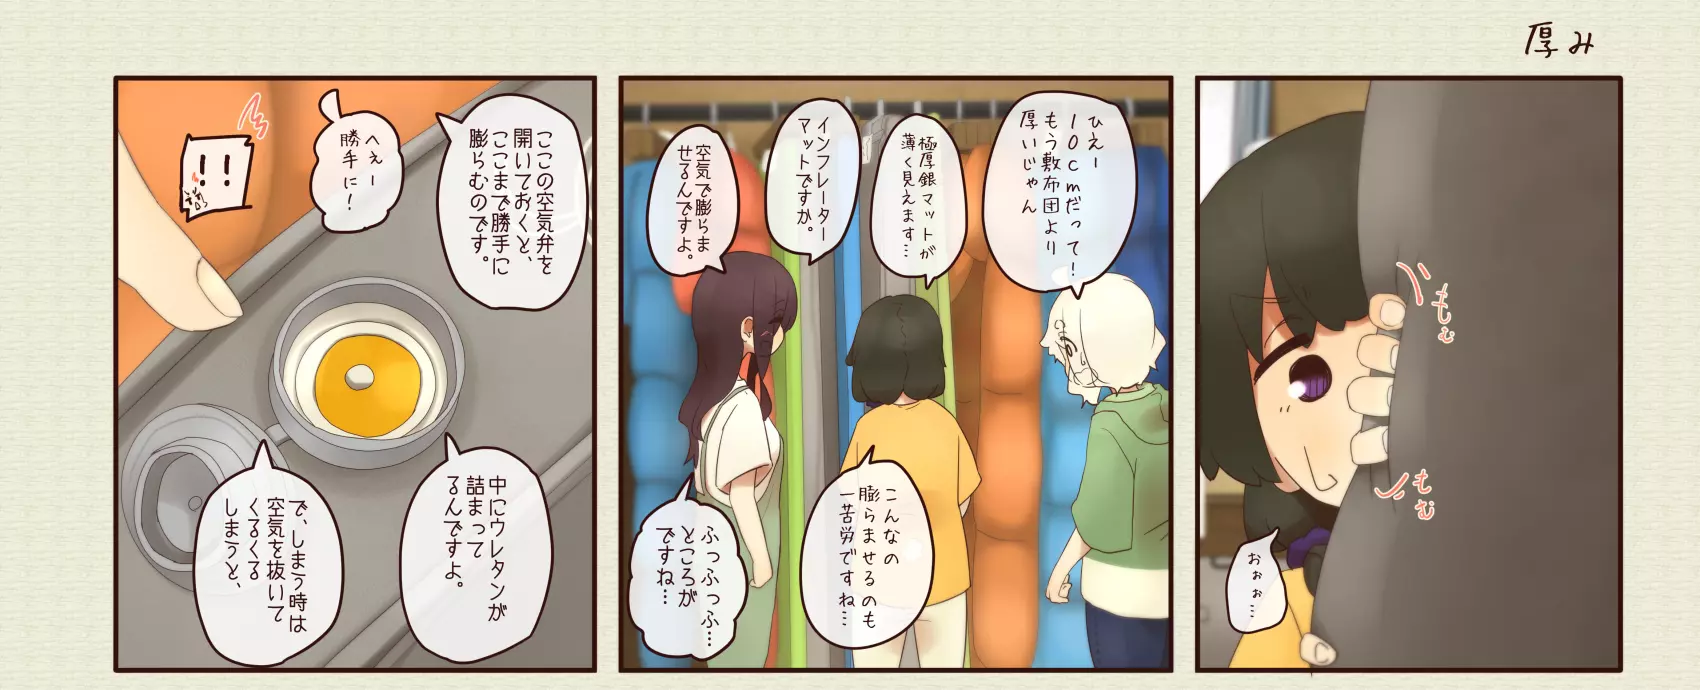 厚み
もむ
もむ
おぉぉ…
ひえー
10cmだって！
もう敷布団より
厚いじゃん
極厚銀マットが
薄く見えます…
インフレーター
マットですか。
空気で膨らま
せるんですよ。
こんなの
膨らませるのも
一苦労ですね…
ふっふっふ…
ところが
ですね…
ここの空気弁を
開いておくと、
ここまで勝手に
膨らむのです。
へぇー
勝手に！
!!
中にウレタンが
詰まって
るんですよ。
で、しまう時は
空気を抜いて
くるくる
しまうと、